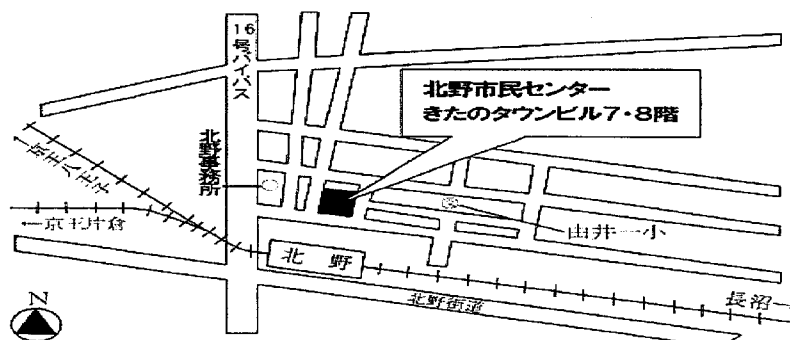 16号バイパス
北野市民センター
きたのタウンビル7・8階
北野事務所
←京王八王子
←京王片倉
由井一小
北野
北野街道
長沼→
N